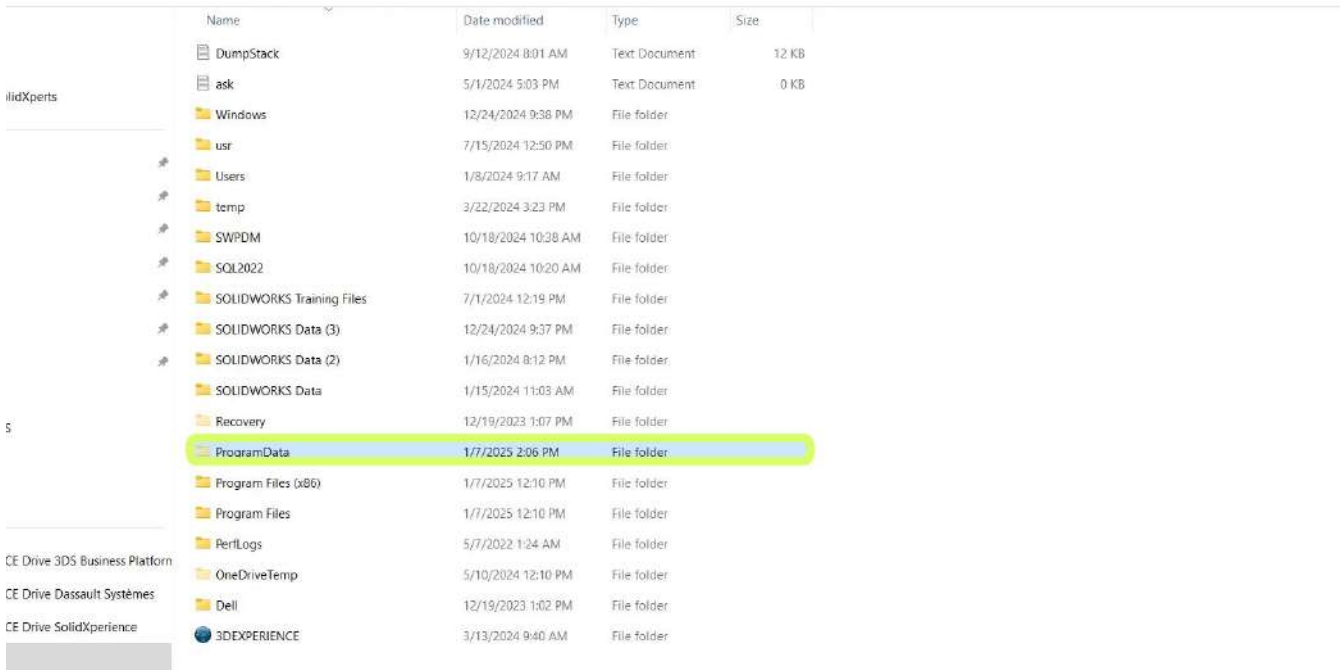 Name Date modified Type Size
DumpStack 9/12/2024 8:01 AM Text Document 12 KB
ask 5/1/2024 5:03 PM Text Document 0 KB
lidXperts
Windows 12/24/2024 9:38 PM File folder
usr 7/15/2024 12:50 PM File folder
Users 1/8/2024 9:17 AM File folder
temp 3/22/2024 3:23 PM File folder
SWPDM 10/18/2024 10:38 AM File folder
SQL2022 10/18/2024 10:20 AM File folder
SOLIDWORKS Training Files 7/1/2024 12:19 PM File folder
SOLIDWORKS Data (3) 12/24/2024 9:37 PM File folder
SOLIDWORKS Data (2) 1/16/2024 8:12 PM File folder
SOLIDWORKS Data 1/15/2024 11:03 AM File folder
Recovery 12/19/2023 1:07 PM File folder
S
ProgramData 1/7/2025 2:06 PM File folder
Program Files (x86) 1/7/2025 12:10 PM File folder
Program Files 1/7/2025 12:10 PM File folder
PerfLogs 5/7/2022 1:24 AM File folder
CE Drive 3DS Business Platform
OneDriveTemp 5/10/2024 12:10 PM File folder
CE Drive Dassault Systèmes
Dell 12/19/2023 1:02 PM File folder
CE Drive SolidXperience
3DEXPERIENCE 3/13/2024 9:40 AM File folder